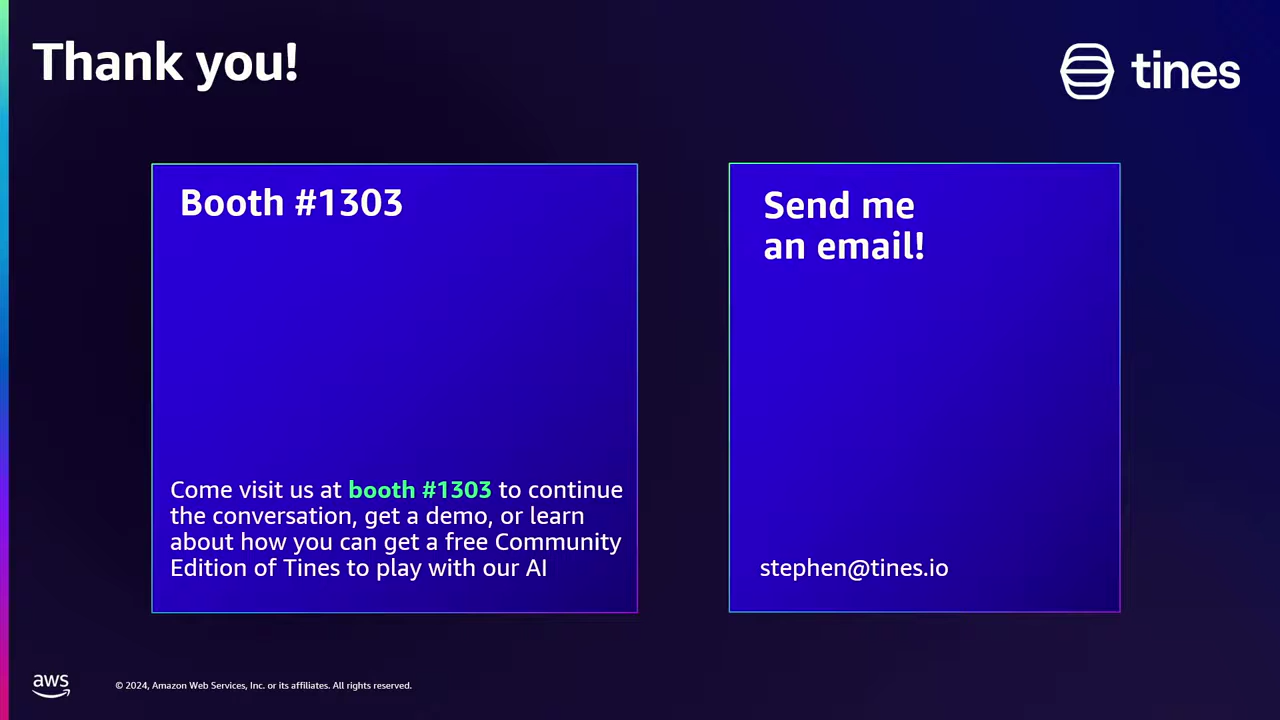 Thank you!
tines
Booth #1303
Come visit us at booth #1303 to continue
the conversation, get a demo, or learn
about how you can get a free Community
Edition of Tines to play with our AI
Send me
an email!
stephen@tines.io
aws
© 2024, Amazon Web Services, Inc. or its affiliates. All rights reserved.